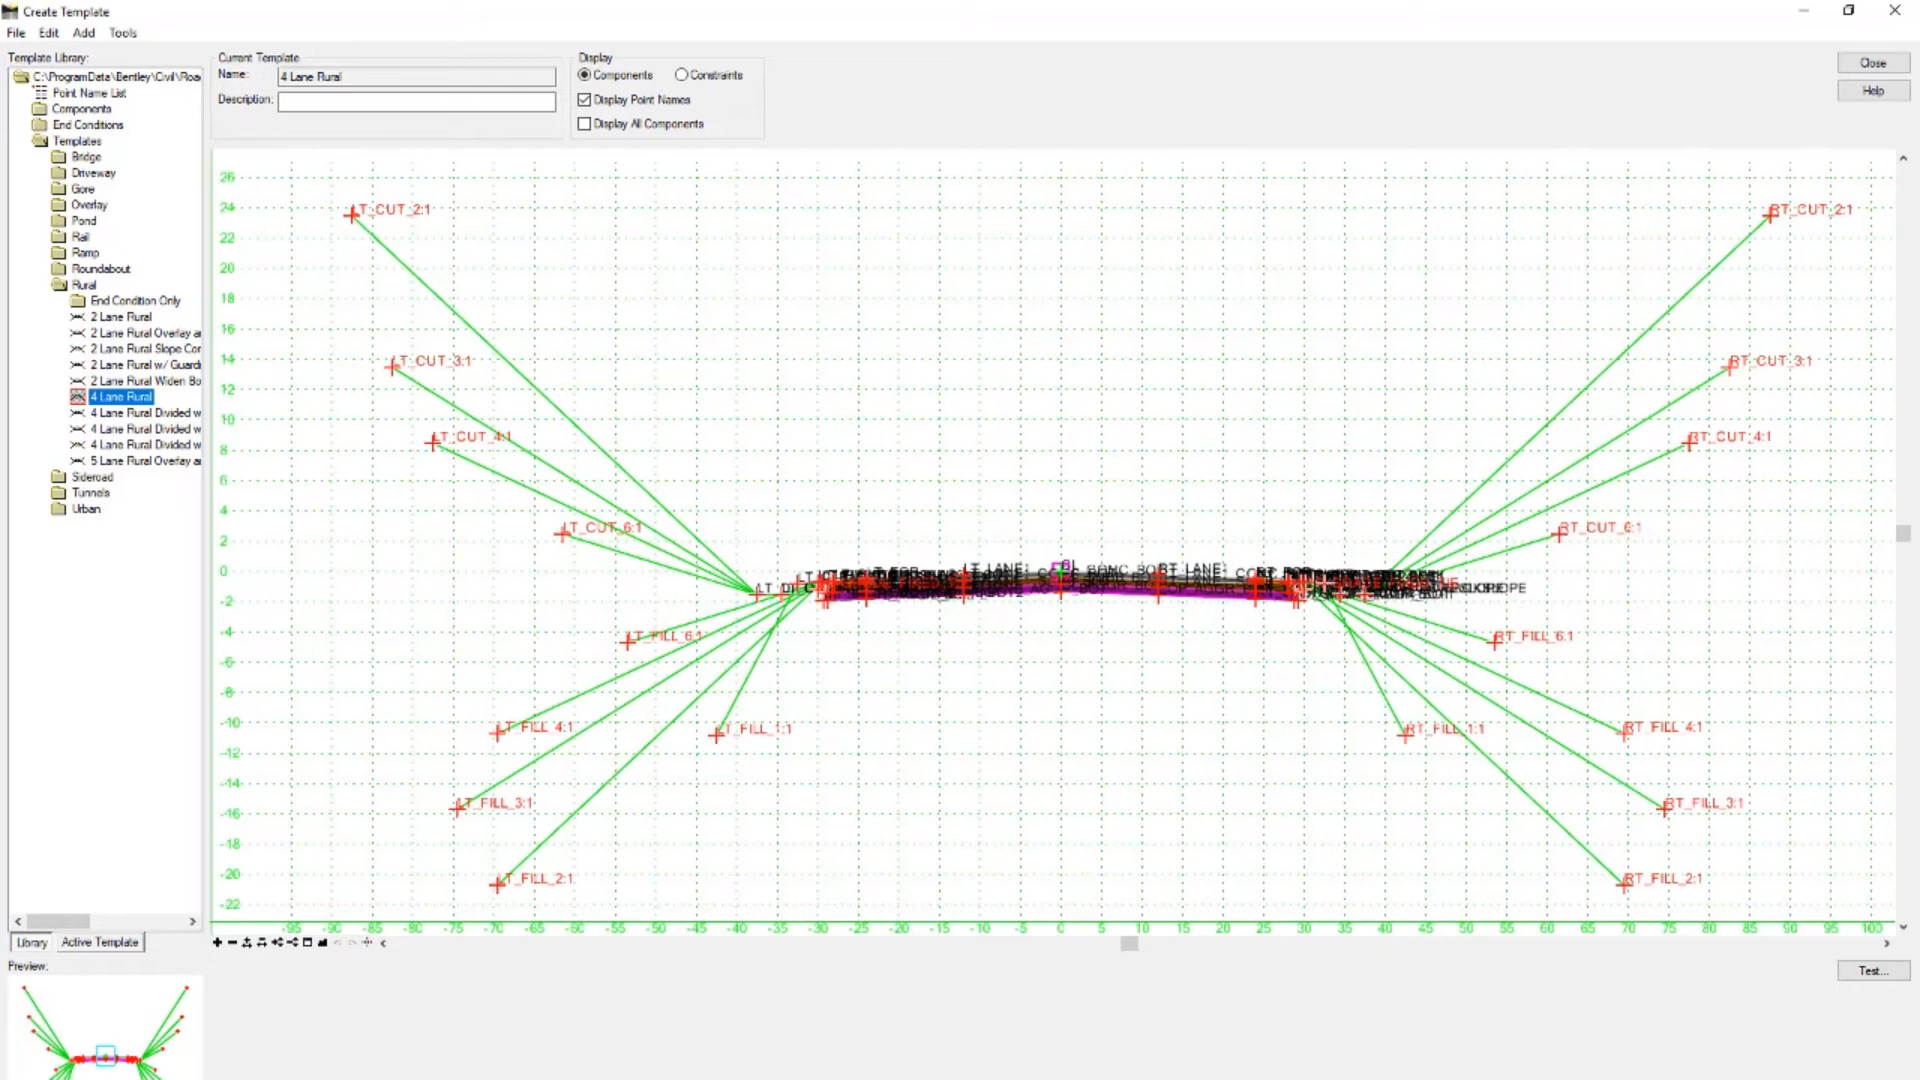 Create Template
File Edit Add Tools
Template Library:
C:\ProgramData\Bentley\Civil\Roa
Point Name List
Components
End Conditions
Templates
Bridge
Driveway
Gore
Overlay
Pond
Rail
Ramp
Roundabout
Rural
End Condition Only
2 Lane Rural
2 Lane Rural Overlay ar
2 Lane Rural Slope Cor
2 Lane Rural w/ Guardi
2 Lane Rural Widen Bo
4 Lane Rural
4 Lane Rural Divided w
4 Lane Rural Divided w
4 Lane Rural Divided w
5 Lane Rural Overlay ar
Sideroad
Tunnels
Urban
Library Active Template
Preview:
Current Template
Name: 4 Lane Rural
Description:
Display
Components Constraints
Display Point Names
Display All Components
Close
Help
26
24
22
20
18
16
14
12
10
8
6
4
2
0
-2
-4
-6
-8
-10
-12
-14
-16
-18
-20
-22
LT_CUT_2:1 RT_CUT_2:1
LT_CUT_3:1 RT_CUT_3:1
LT_CUT_4:1 RT_CUT_4:1
LT_CUT_6:1 RT_CUT_6:1
LT_LANE RT_LANE
LT_FILL_6:1 RT_FILL_6:1
LT_FILL_4:1 LT_FILL_1:1 RT_FILL_1:1 RT_FILL_4:1
LT_FILL_3:1 RT_FILL_3:1
LT_FILL_2:1 RT_FILL_2:1
-95 -90 -85 -80 -75 -70 -65 -60 -55 -50 -45 -40 -35 -30 -25 -20 -15 -10 -5 0 5 10 15 20 25 30 35 40 45 50 55 60 65 70 75 80 85 90 95 100
Test...